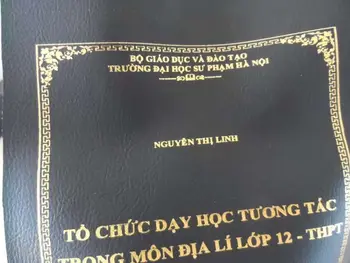 BỘ GIÁO DỤC VÀ ĐÀO TẠO
TRƯỜNG ĐẠI HỌC SƯ PHẠM HÀ NỘI
NGUYỄN THỊ LINH
TỔ CHỨC DẠY HỌC TƯƠNG TÁC
TRONG MÔN ĐỊA LÍ LỚP 12 - THPT